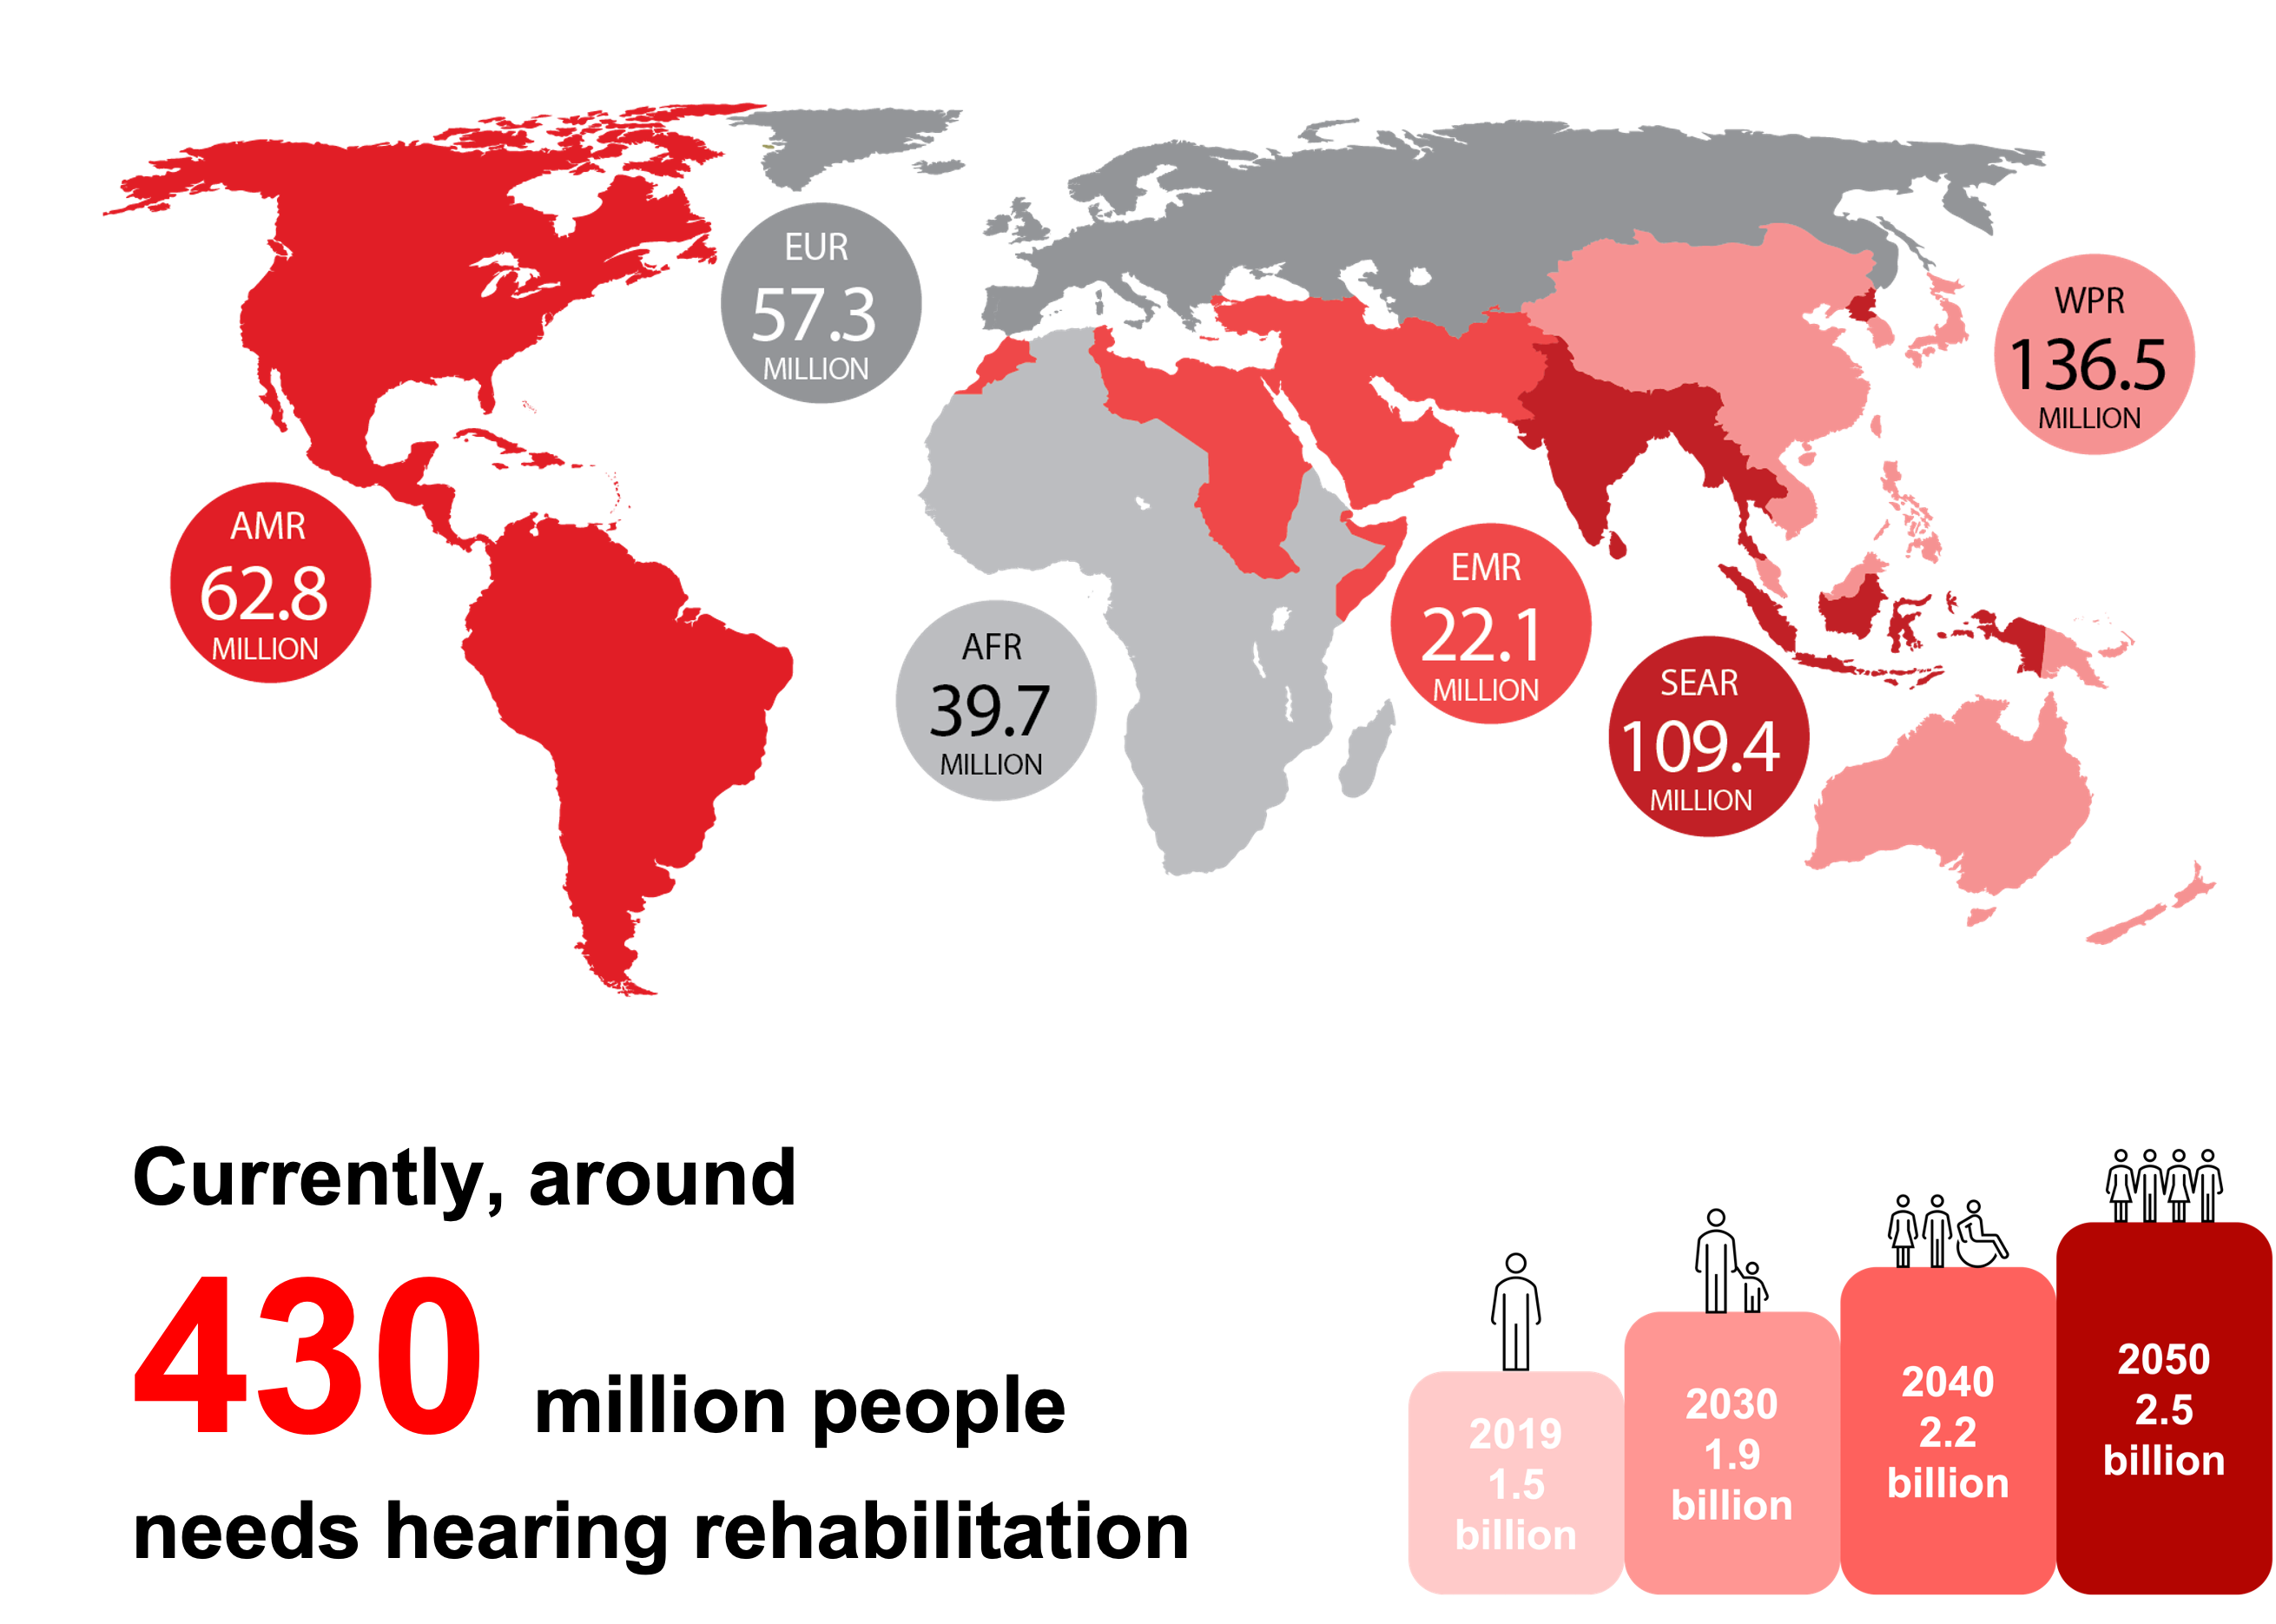 EUR
57.3
MILLION
WPR
136.5
MILLION
AMR
62.8
MILLION
EMR
22.1
MILLION
AFR
39.7
MILLION
SEAR
109.4
MILLION
Currently, around
430 million people
needs hearing rehabilitation
2019
1.5
billion
2030
1.9
billion
2040
2.2
billion
2050
2.5
billion